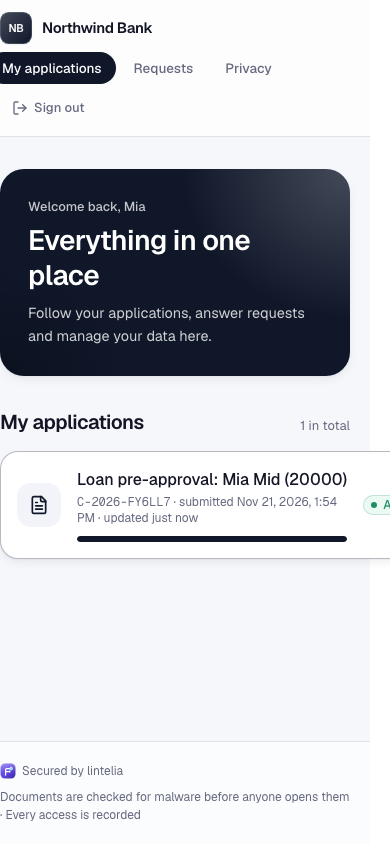 NB Northwind Bank
My applications Requests Privacy
Sign out
Welcome back, Mia
Everything in one
place
Follow your applications, answer requests
and manage your data here.
My applications 1 in total
Loan pre-approval: Mia Mid (20000)
C-2026-FY6LL7 · submitted Nov 21, 2026, 1:54
PM · updated just now
Secured by lintelia
Documents are checked for malware before anyone opens them
· Every access is recorded